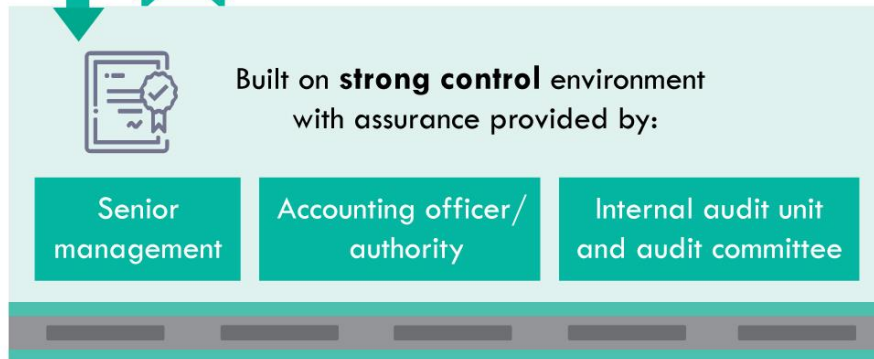 Built on strong control environment
with assurance provided by:
Senior
management
Accounting officer/
authority
Internal audit unit
and audit committee